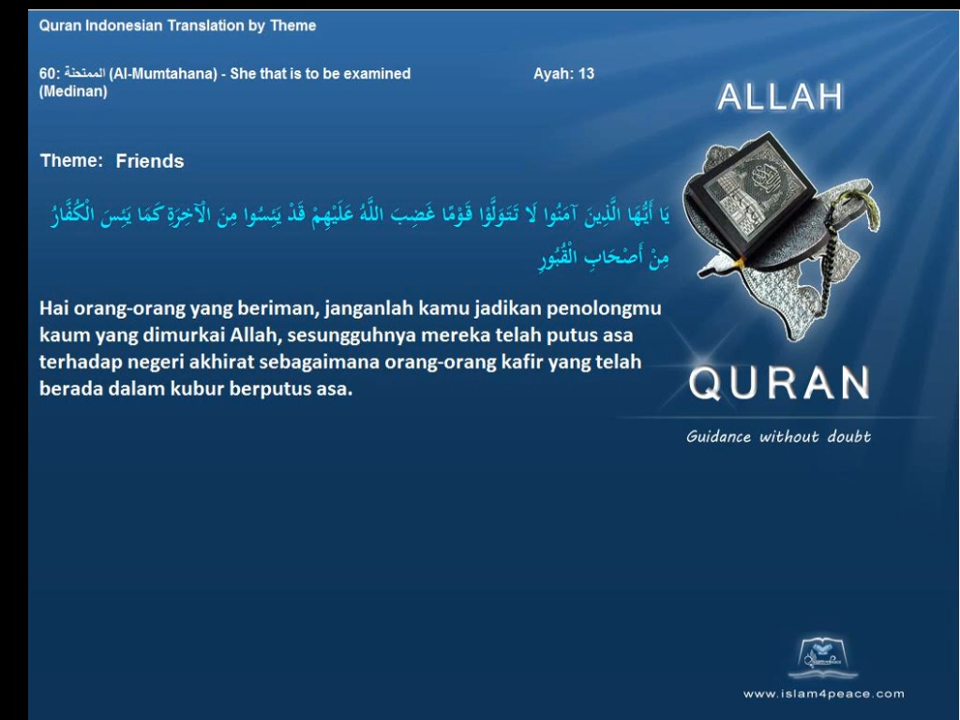 Quran Indonesian Translation by Theme
60: الممتحنة (Al-Mumtahana) - She that is to be examined
(Medinan)
Ayah: 13
ALLAH
Theme: Friends
يَا أَيُّهَا الَّذِينَ آمَنُوا لَا تَتَوَلَّوْا قَوْمًا غَضِبَ اللَّهُ عَلَيْهِمْ قَدْ يَئِسُوا مِنَ الْآخِرَةِ كَمَا يَئِسَ الْكُفَّارُ
مِنْ أَصْحَابِ الْقُبُورِ
Hai orang-orang yang beriman, janganlah kamu jadikan penolongmu
kaum yang dimurkai Allah, sesungguhnya mereka telah putus asa
terhadap negeri akhirat sebagaimana orang-orang kafir yang telah
berada dalam kubur berputus asa.
QURAN
Guidance without doubt
www.islam4peace.com